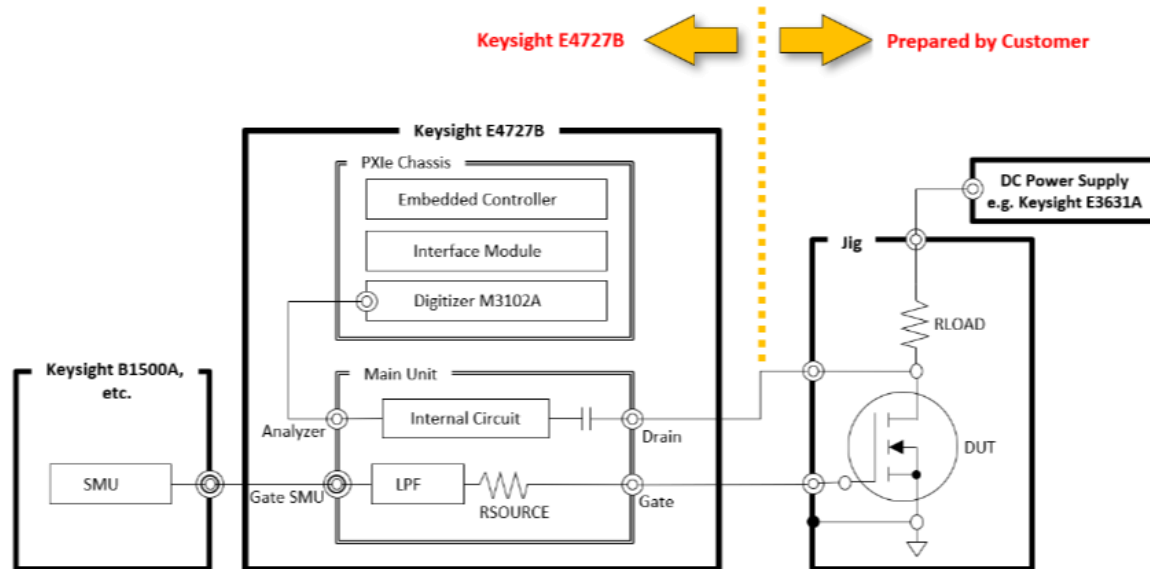 Keysight E4727B
Prepared by Customer
Keysight E4727B
PXIe Chassis
Embedded Controller
Interface Module
Digitizer M3102A
DC Power Supply
e.g. Keysight E3631A
Jig
RLOAD
Keysight B1500A,
etc.
Main Unit
Internal Circuit
Analyzer
Drain
DUT
SMU
Gate SMU
LPF
RSOURCE
Gate